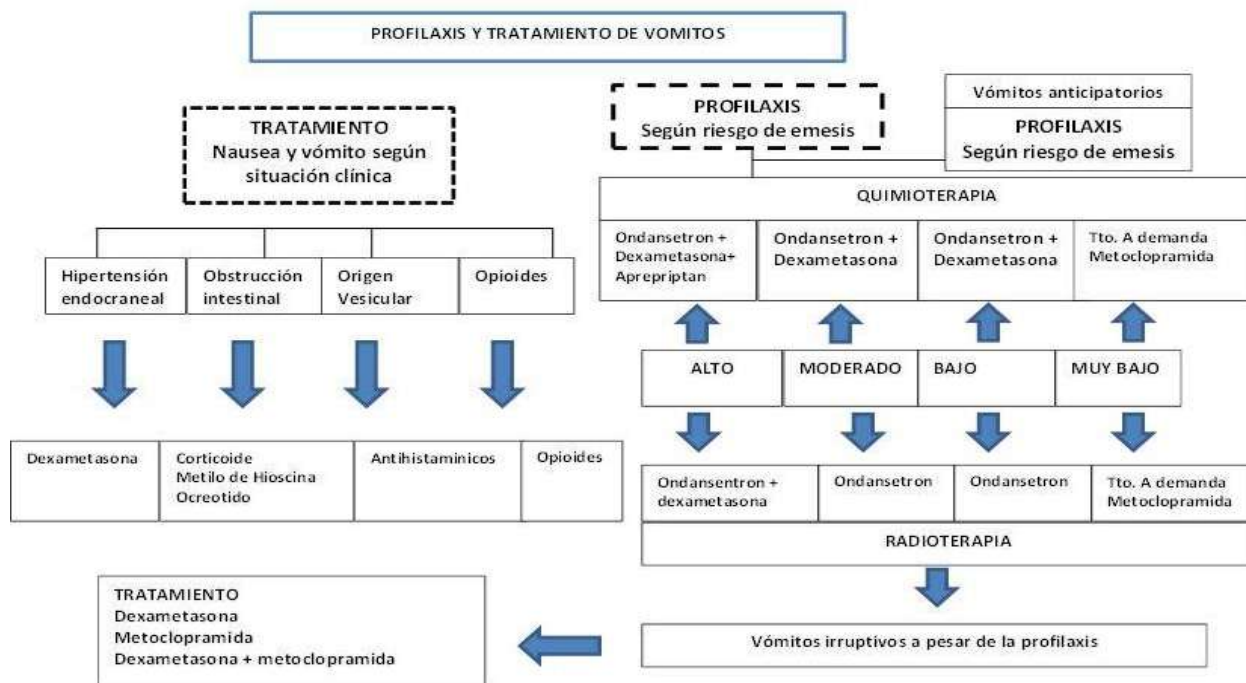 PROFILAXIS Y TRATAMIENTO DE VOMITOS
TRATAMIENTO
Nausea y vómito según
situación clínica
Hipertensión
endocraneal
Obstrucción
intestinal
Origen
Vesicular
Opioides
Dexametasona
Corticoide
Metilo de Hioscina
Ocreotido
Antihistamínicos
Opioides
PROFILAXIS
Según riesgo de emesis
Vómitos anticipatorios
PROFILAXIS
Según riesgo de emesis
QUIMIOTERAPIA
Ondansetron +
Dexametasona+
Aprepriptan
Ondansetron +
Dexametasona
Ondansetron +
Dexametasona
Tto. A demanda
Metoclopramida
ALTO
MODERADO
BAJO
MUY BAJO
Ondansentron +
dexametasona
Ondansetron
Ondansetron
Tto. A demanda
Metoclopramida
RADIOTERAPIA
Vómitos irruptivos a pesar de la profilaxis
TRATAMIENTO
Dexametasona
Metoclopramida
Dexametasona + metoclopramida